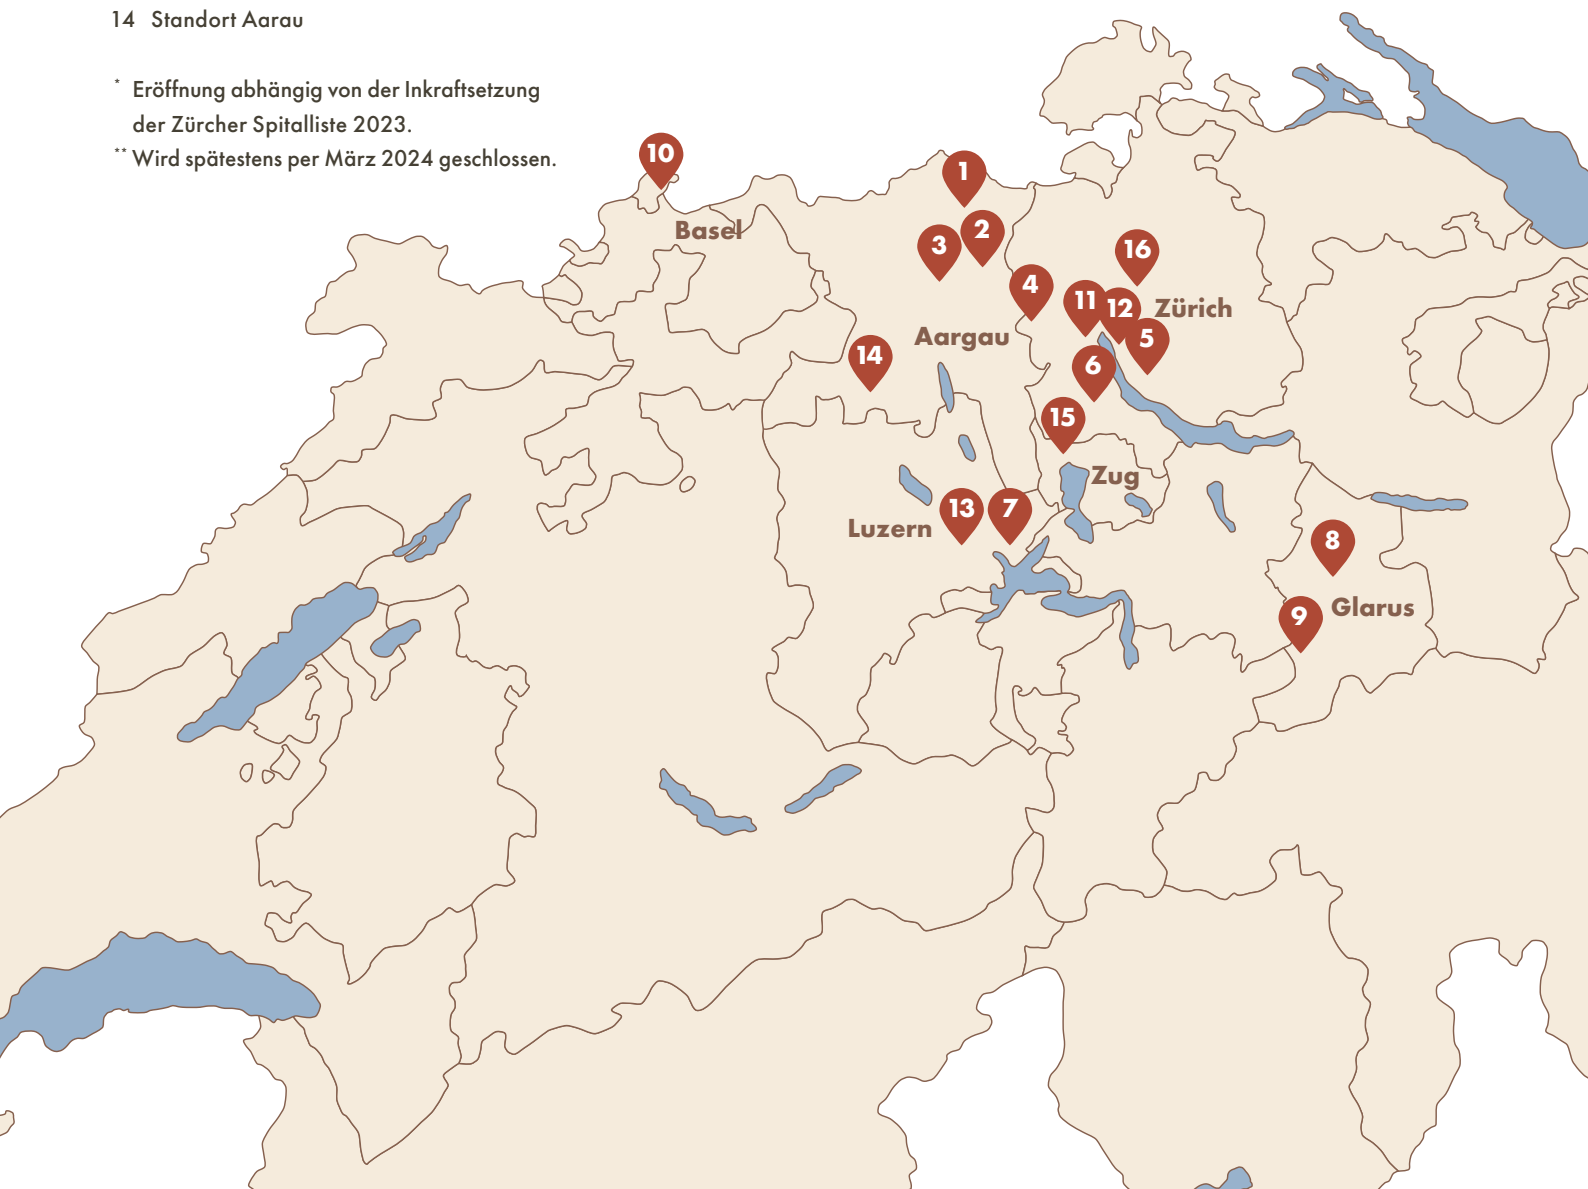 14 Standort Aarau
* Eröffnung abhängig von der Inkraftsetzung
der Zürcher Spitalliste 2023.
** Wird spätestens per März 2024 geschlossen.
10
1
Basel
2
3
16
4
11
12
Zürich
5
Aargau
14
6
15
Zug
13
7
Luzern
8
9
Glarus